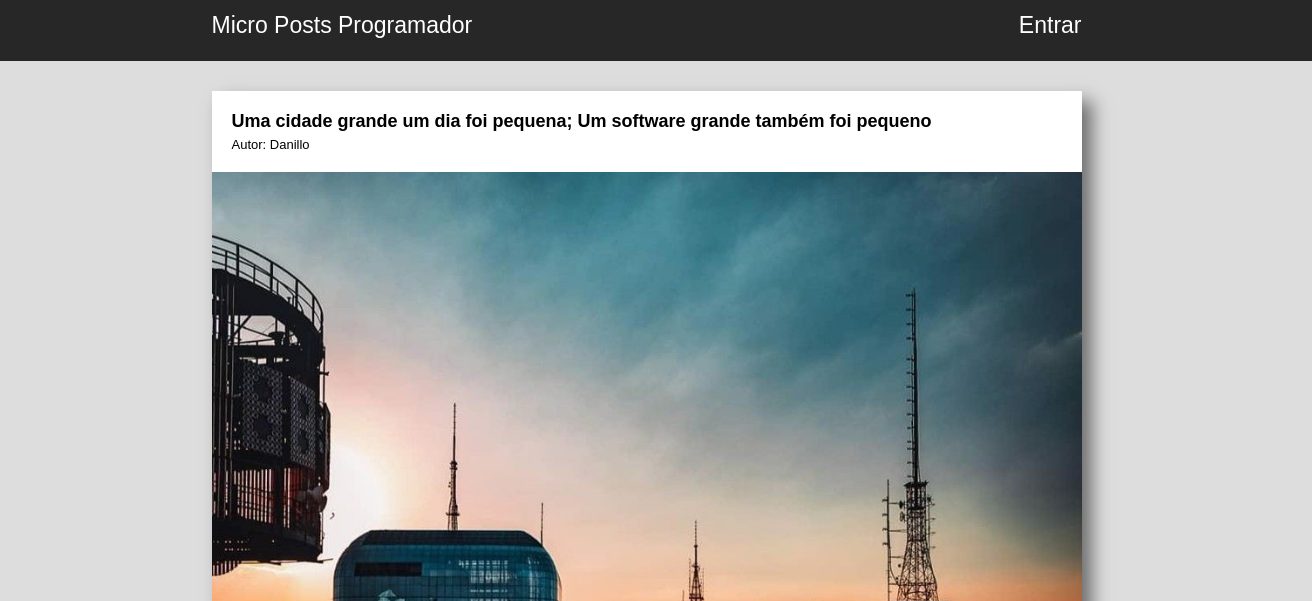 Micro Posts Programador
Entrar
Uma cidade grande um dia foi pequena; Um software grande também foi pequeno
Autor: Danillo